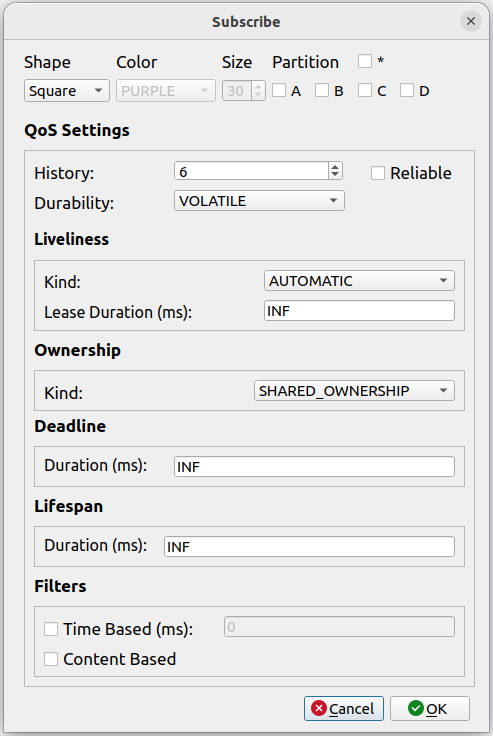 Subscribe
Shape Color Size Partition *
Square PURPLE 30 A B C D
QoS Settings
History: 6 Reliable
Durability: VOLATILE
Liveliness
Kind: AUTOMATIC
Lease Duration (ms): INF
Ownership
Kind: SHARED_OWNERSHIP
Deadline
Duration (ms): INF
Lifespan
Duration (ms): INF
Filters
Time Based (ms): 0
Content Based
Cancel OK